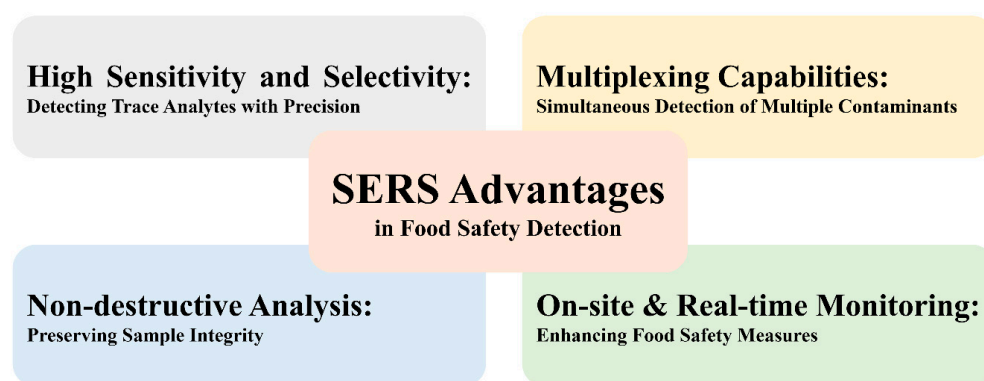 High Sensitivity and Selectivity:
Detecting Trace Analytes with Precision
Multiplexing Capabilities:
Simultaneous Detection of Multiple Contaminants
SERS Advantages
in Food Safety Detection
Non-destructive Analysis:
Preserving Sample Integrity
On-site & Real-time Monitoring:
Enhancing Food Safety Measures